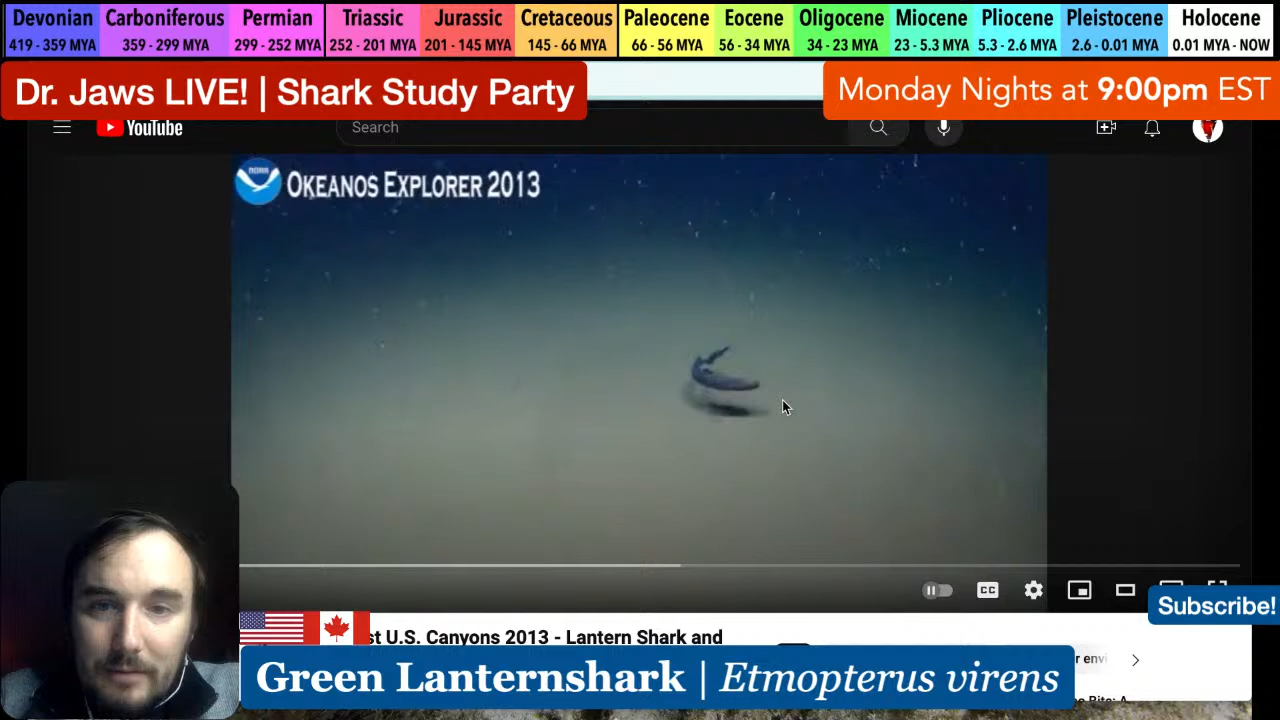 Devonian Carboniferous Permian Triassic Jurassic Cretaceous Paleocene Eocene Oligocene Miocene Pliocene Pleistocene Holocene
419 - 359 MYA 359 - 299 MYA 299 - 252 MYA 252 - 201 MYA 201 - 145 MYA 145 - 66 MYA 66 - 56 MYA 56 - 34 MYA 34 - 23 MYA 23 - 5.3 MYA 5.3 - 2.6 MYA 2.6 - 0.01 MYA 0.01 MYA - NOW
Dr. Jaws LIVE! | Shark Study Party
Monday Nights at 9:00pm EST
YouTube
Search
NOAA
OKEANOS EXPLORER 2013
CC
Subscribe!
st U.S. Canyons 2013 - Lantern Shark and
r envi
Green Lanternshark | Etmopterus virens